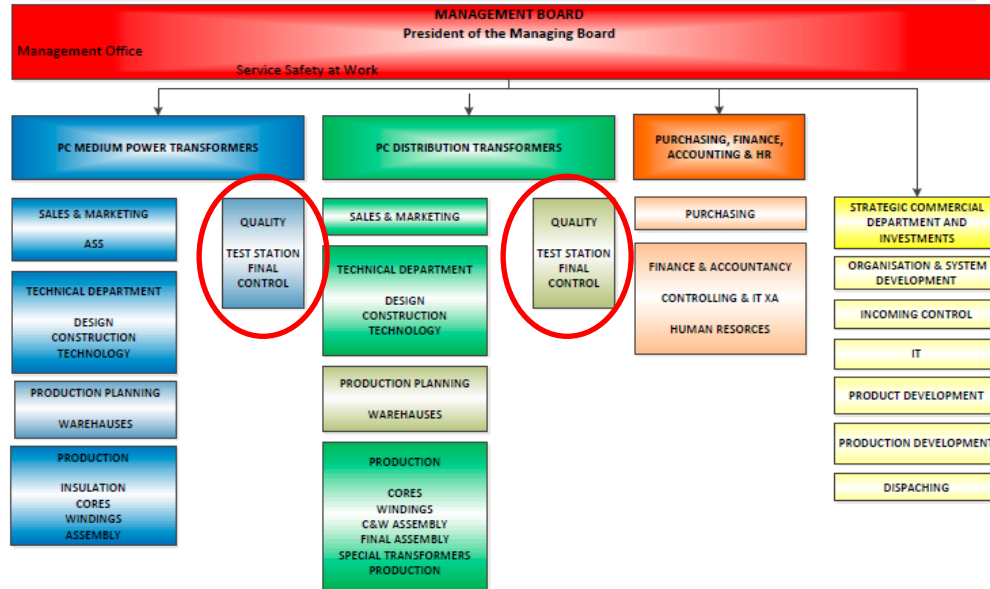 MANAGEMENT BOARD
President of the Managing Board
Management Office
Service Safety at Work
PC MEDIUM POWER TRANSFORMERS
PC DISTRIBUTION TRANSFORMERS
PURCHASING, FINANCE,
ACCOUNTING & HR
SALES & MARKETING
ASS
TECHNICAL DEPARTMENT
DESIGN
CONSTRUCTION
TECHNOLOGY
PRODUCTION PLANNING
WAREHAUSES
PRODUCTION
INSULATION
CORES
WINDINGS
ASSEMBLY
QUALITY
TEST STATION
FINAL
CONTROL
SALES & MARKETING
TECHNICAL DEPARTMENT
DESIGN
CONSTRUCTION
TECHNOLOGY
PRODUCTION PLANNING
WAREHAUSES
PRODUCTION
CORES
WINDINGS
C&W ASSEMBLY
FINAL ASSEMBLY
SPECIAL TRANSFORMERS
PRODUCTION
QUALITY
TEST STATION
FINAL
CONTROL
PURCHASING
FINANCE & ACCOUNTANCY
CONTROLLING & IT XA
HUMAN RESORCES
STRATEGIC COMMERCIAL
DEPARTMENT AND
INVESTMENTS
ORGANISATION & SYSTEM
DEVELOPMENT
INCOMING CONTROL
IT
PRODUCT DEVELOPMENT
PRODUCTION DEVELOPMENT
DISPACHING